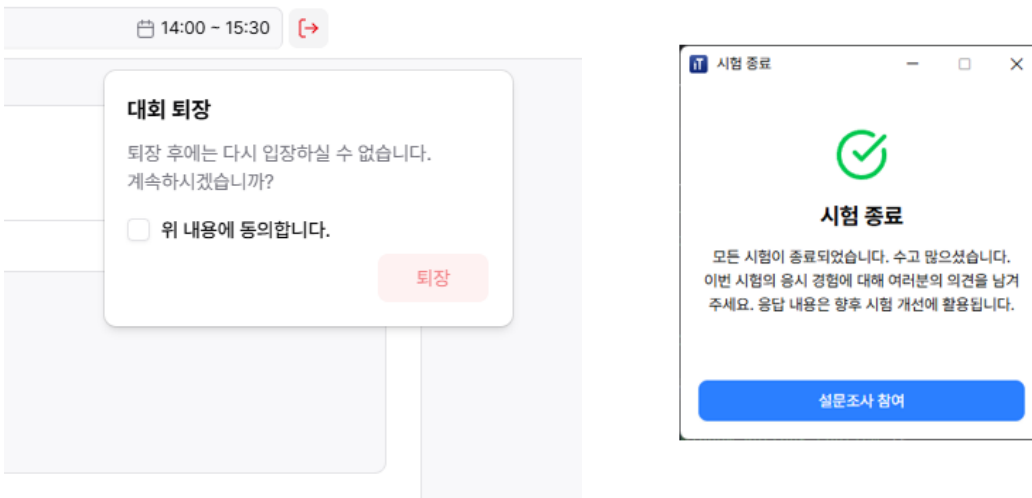 14:00 ~ 15:30
대회 퇴장
퇴장 후에는 다시 입장하실 수 없습니다.
계속하시겠습니까?
위 내용에 동의합니다.
퇴장
iT 시험 종료
시험 종료
모든 시험이 종료되었습니다. 수고 많으셨습니다.
이번 시험의 응시 경험에 대해 여러분의 의견을 남겨
주세요. 응답 내용은 향후 시험 개선에 활용됩니다.
설문조사 참여